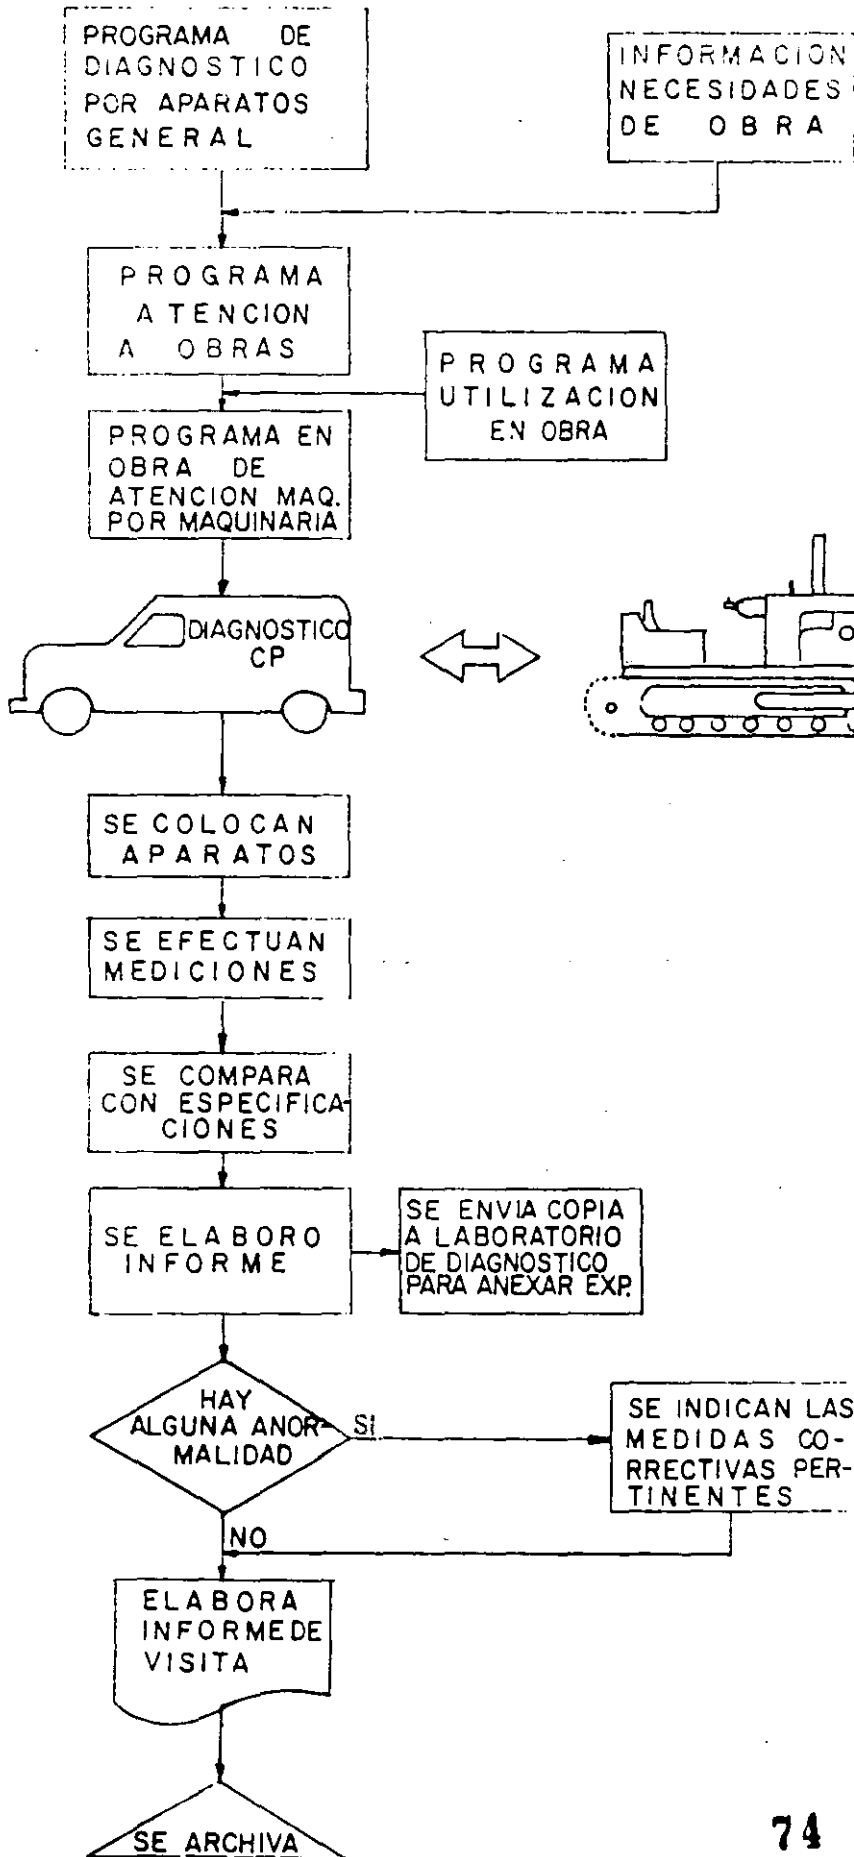 PROGRAMA DE
DIAGNOSTICO
POR APARATOS
GENERAL
INFORMACION
NECESIDADES
DE OBRA
PROGRAMA
ATENCION
A OBRAS
PROGRAMA
UTILIZACION
EN OBRA
PROGRAMA EN
OBRA DE
ATENCION MAQ.
POR MAQUINARIA
DIAGNOSTICO
CP
SE COLOCAN
APARATOS
SE EFECTUAN
MEDICIONES
SE COMPARA
CON ESPECIFICA-
CIONES
SE ELABORO
INFORME
SE ENVIA COPIA
A LABORATORIO
DE DIAGNOSTICO
PARA ANEXAR EXP.
HAY
ALGUNA ANOR-
MALIDAD
SI
SE INDICAN LAS
MEDIDAS CO-
RRECTIVAS PER-
TINENTES
NO
ELABORA
INFORME DE
VISITA
SE ARCHIVA
74